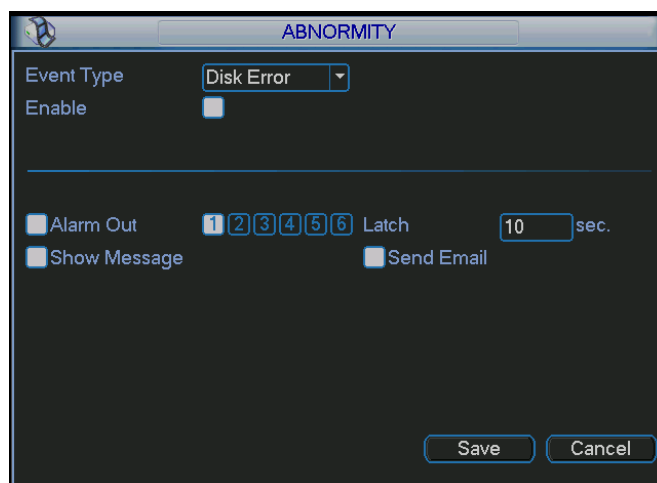 ABNORMITY
Event Type Disk Error
Enable
Alarm Out 1 2 3 4 5 6 Latch 10 sec.
Show Message Send Email
Save Cancel